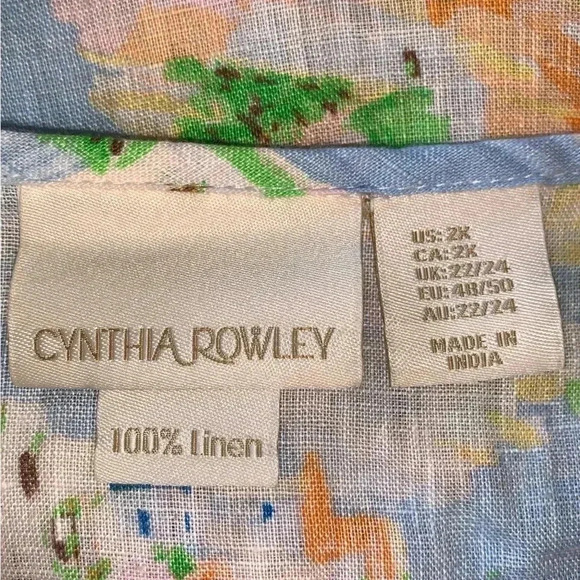 CYNTHIA ROWLEY
100% Linen
US: 2X
CA: 2X
UK: 22/24
EU: 48/50
AU: 22/24
MADE IN
INDIA